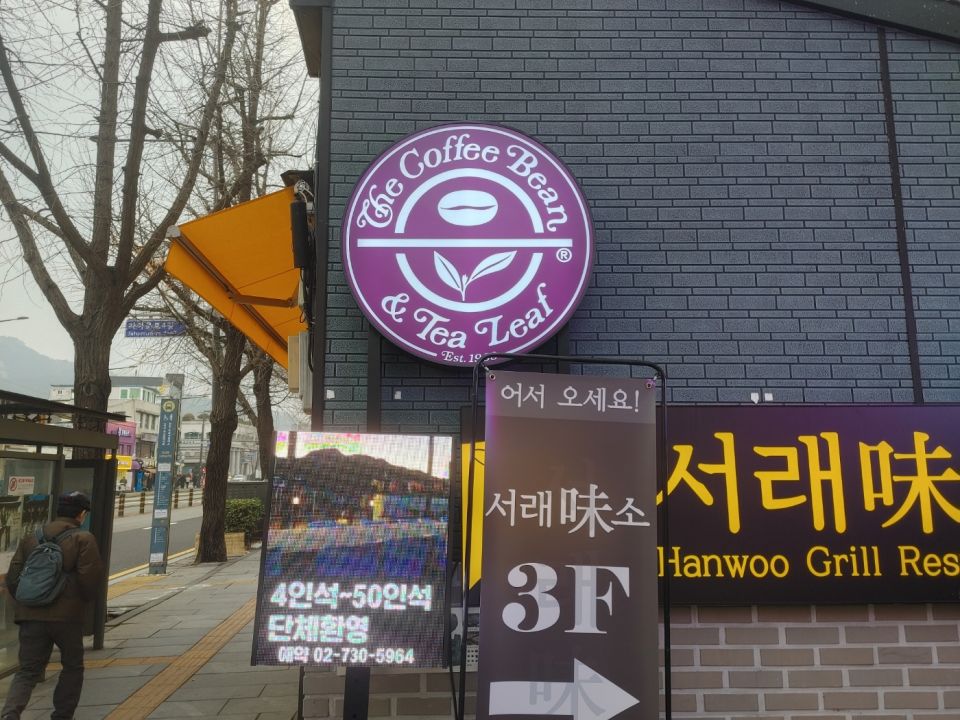 The Coffee Bean
& Tea Leaf
®
어서 오세요!
서래味소
3F
서래味
Hanwoo Grill
4인석~50인석
단체환영
예약 02-730-5964